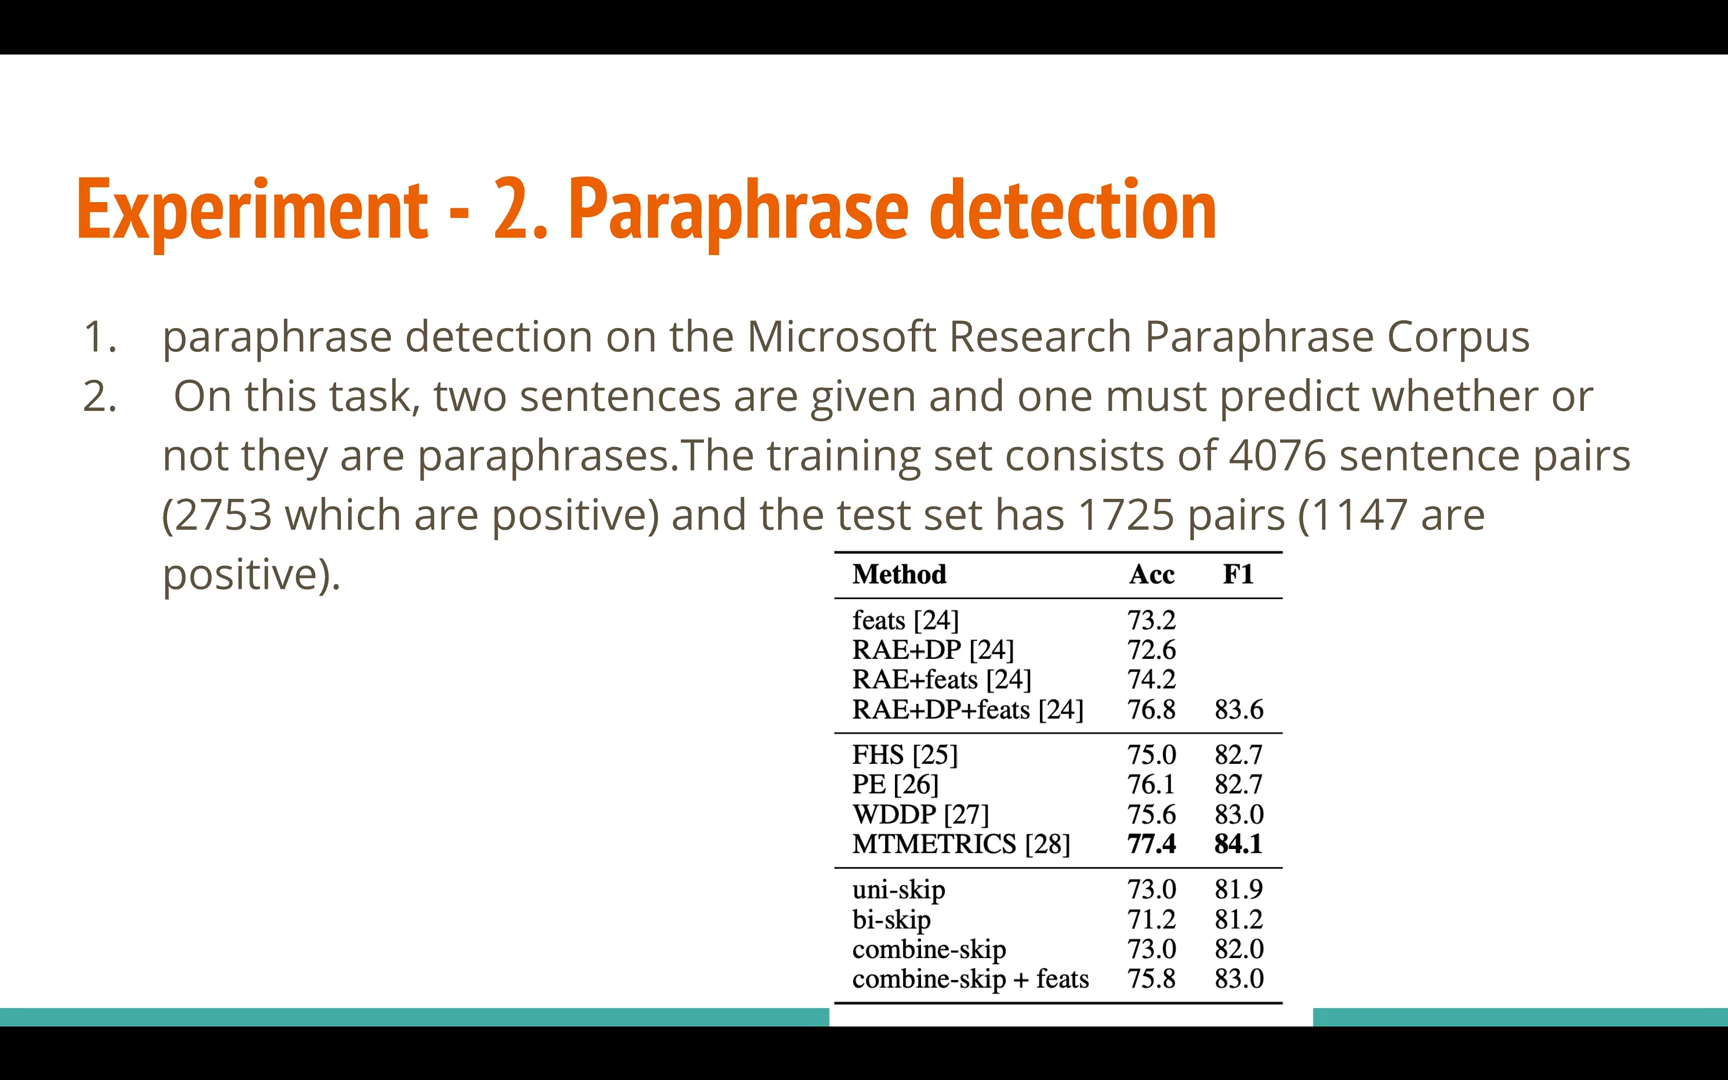 Experiment - 2. Paraphrase detection
1. paraphrase detection on the Microsoft Research Paraphrase Corpus
2. On this task, two sentences are given and one must predict whether or
not they are paraphrases.The training set consists of 4076 sentence pairs
(2753 which are positive) and the test set has 1725 pairs (1147 are
positive).
Method Acc F1
feats [24] 73.2
RAE+DP [24] 72.6
RAE+feats [24] 74.2
RAE+DP+feats [24] 76.8 83.6
FHS [25] 75.0 82.7
PE [26] 76.1 82.7
WDDP [27] 75.6 83.0
MTMETRICS [28] 77.4 84.1
uni-skip 73.0 81.9
bi-skip 71.2 81.2
combine-skip 73.0 82.0
combine-skip + feats 75.8 83.0